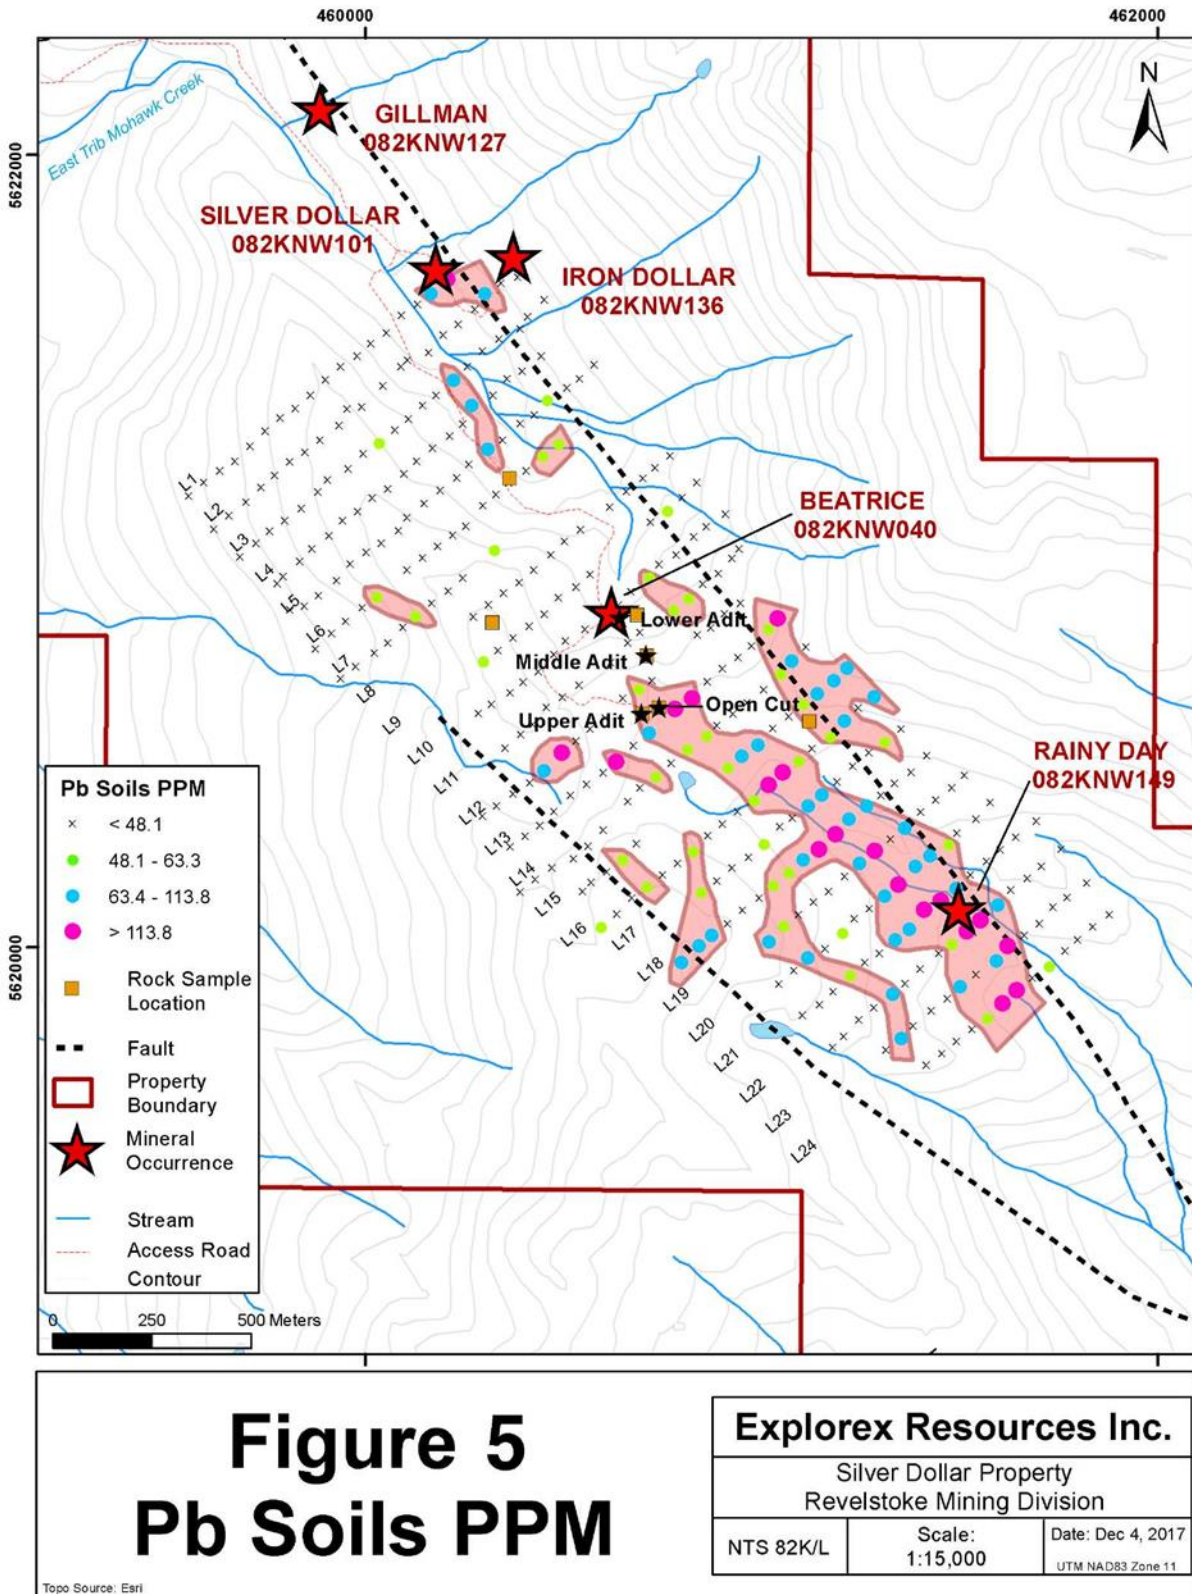 460000
462000
5622000
5620000
N
East Trib Mohawk Creek
GILLMAN
082KNW127
SILVER DOLLAR
082KNW101
IRON DOLLAR
082KNW136
BEATRICE
082KNW040
Lower Adit
Middle Adit
Upper Adit
Open Cut
RAINY DAY
082KNW149
L1
L2
L3
L4
L5
L6
L7
L8
L9
L10
L11
L12
L13
L14
L15
L16
L17
L18
L19
L20
L21
L22
L23
L24
Pb Soils PPM
< 48.1
48.1 - 63.3
63.4 - 113.8
> 113.8
Rock Sample
Location
Fault
Property
Boundary
Mineral
Occurrence
Stream
Access Road
Contour
0 250 500 Meters
Figure 5
Pb Soils PPM
Topo Source: Esri
Explorex Resources Inc.
Silver Dollar Property
Revelstoke Mining Division
NTS 82K/L
Scale:
1:15,000
Date: Dec 4, 2017
UTM NAD83 Zone 11